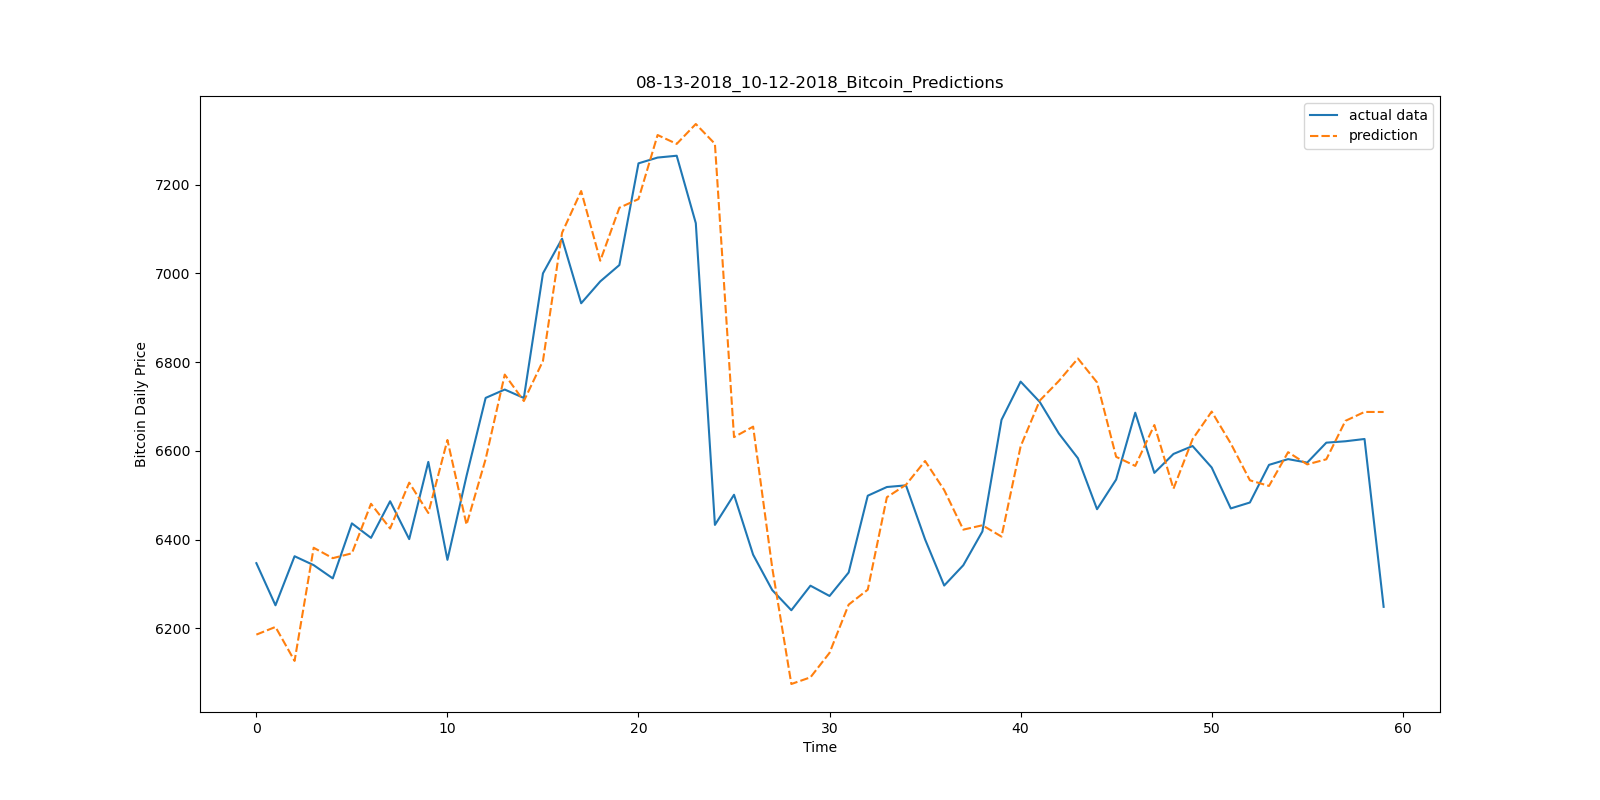 08-13-2018_10-12-2018_Bitcoin_Predictions
actual data
prediction
7200
7000
6800
6600
6400
6200
Bitcoin Daily Price
0 10 20 30 40 50 60
Time